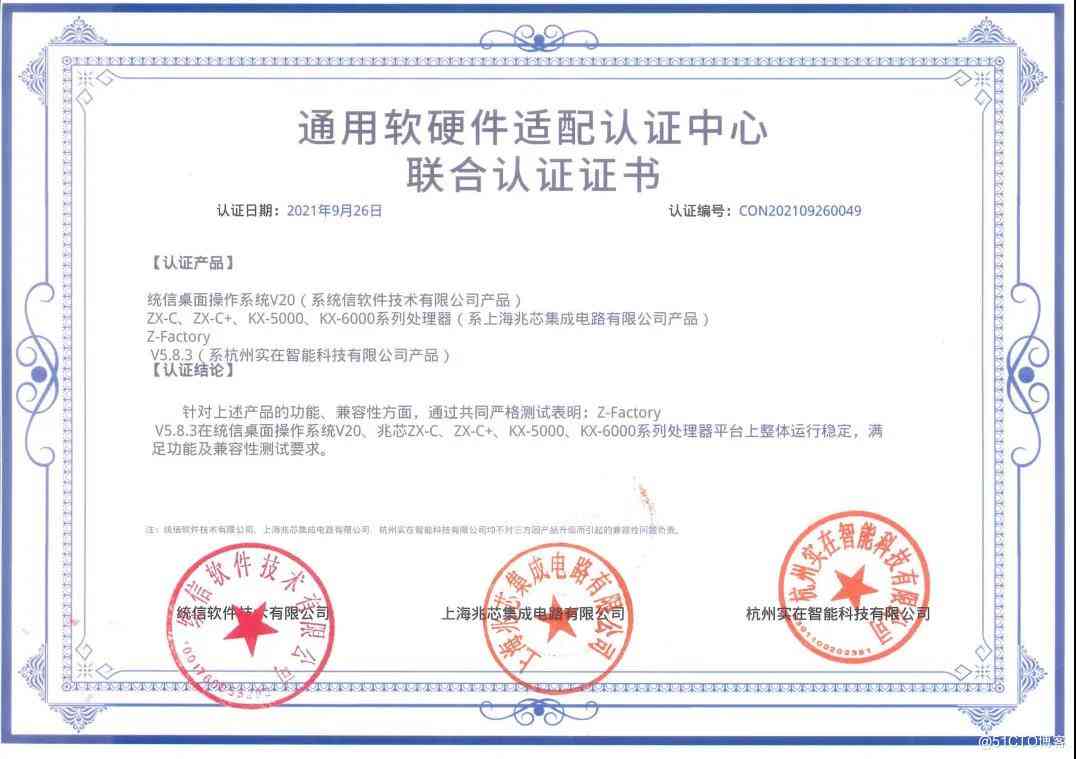 通用软硬件适配认证中心
联合认证证书
认证日期：2021年9月26日
认证编号：CON202109260049
【认证产品】
统信桌面操作系统V20（系统信软件技术有限公司产品）
ZX-C、ZX-C+、KX-5000、KX-6000系列处理器（系上海兆芯集成电路有限公司产品）
Z-Factory
V5.8.3（系杭州实在智能科技有限公司产品）
【认证结论】
针对上述产品的功能、兼容性方面，通过共同严格测试表明：Z-Factory
V5.8.3在统信桌面操作系统V20、兆芯ZX-C、ZX-C+、KX-5000、KX-6000系列处理器平台上整体运行稳定，满
足功能及兼容性测试要求。
注：统信软件技术有限公司、上海兆芯集成电路有限公司、杭州实在智能科技有限公司均不对三方因产品升级而引起的兼容性问题负责。
统信软件技术有限公司
统信软件技术有限公司
上海兆芯集成电路有限公司
上海兆芯集成电路有限公司
杭州实在智能科技有限公司
杭州实在智能科技有限公司
@51CTO博客